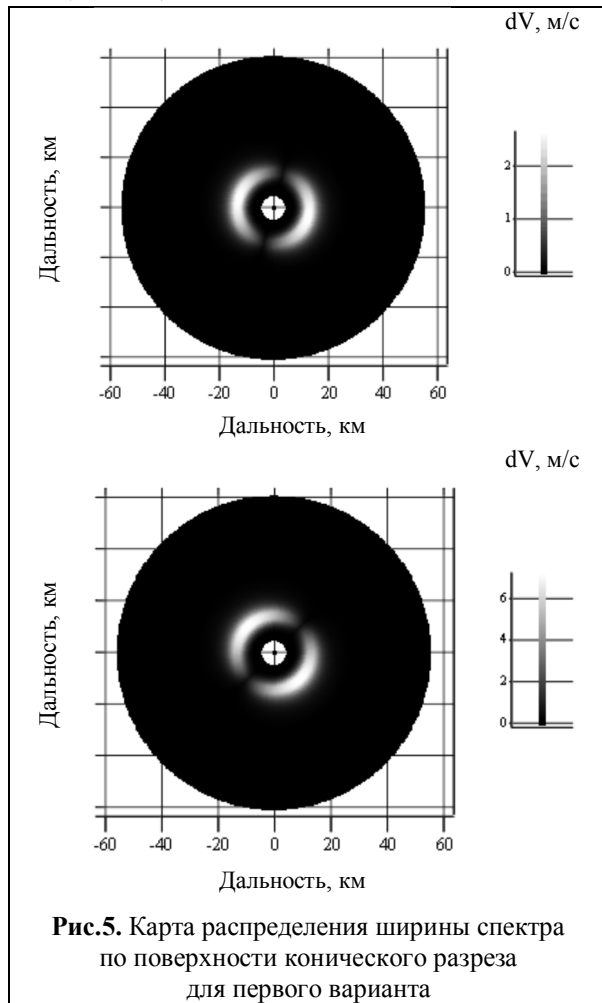 dV, м/с
Дальность, км
2
1
0
-60 -40 -20 0 20 40 60
Дальность, км
dV, м/с
Дальность, км
6
4
2
0
-60 -40 -20 0 20 40 60
Дальность, км
Рис.5. Карта распределения ширины спектра
по поверхности конического разреза
для первого варианта